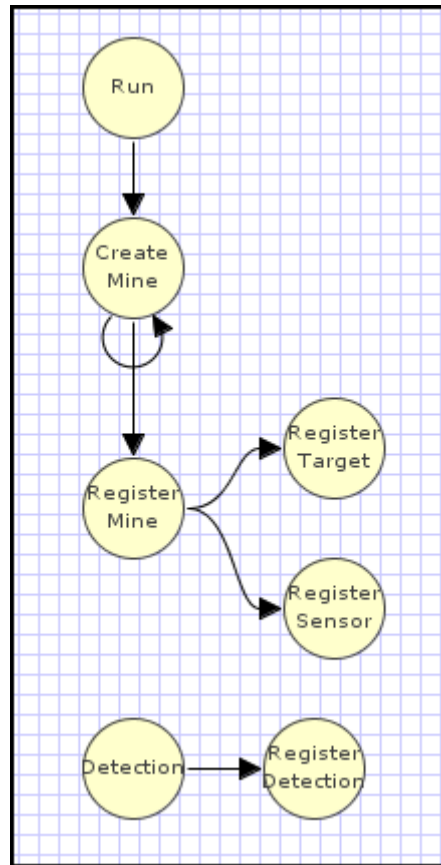 Run
Create
Mine
Register
Target
Register
Mine
Register
Sensor
Detection
Register
Detection